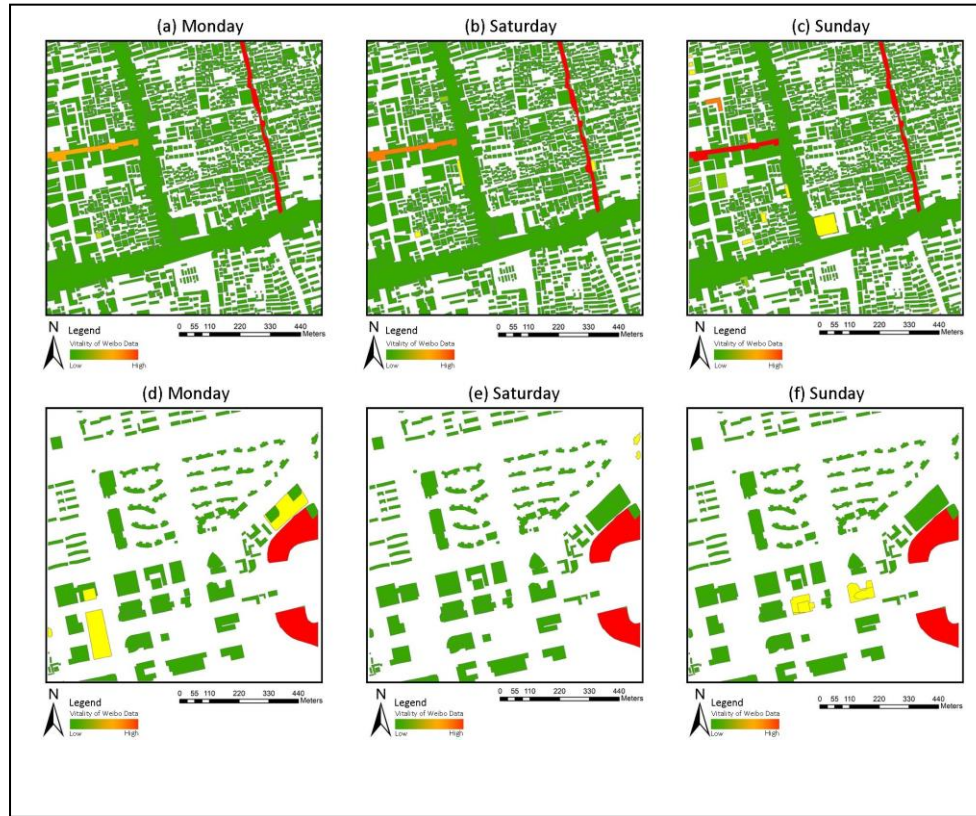 (a) Monday
(b) Saturday
(c) Sunday
N
Legend
Vitality of Weibo Data
Low High
0 55 110 220 330 440
Meters
N
Legend
Vitality of Weibo Data
Low High
0 55 110 220 330 440
Meters
N
Legend
Vitality of Weibo Data
Low High
0 55 110 220 330 440
Meters
(d) Monday
(e) Saturday
(f) Sunday
N
Legend
Vitality of Weibo Data
Low High
0 55 110 220 330 440
Meters
N
Legend
Vitality of Weibo Data
Low High
0 55 110 220 330 440
Meters
N
Legend
Vitality of Weibo Data
Low High
0 55 110 220 330 440
Meters